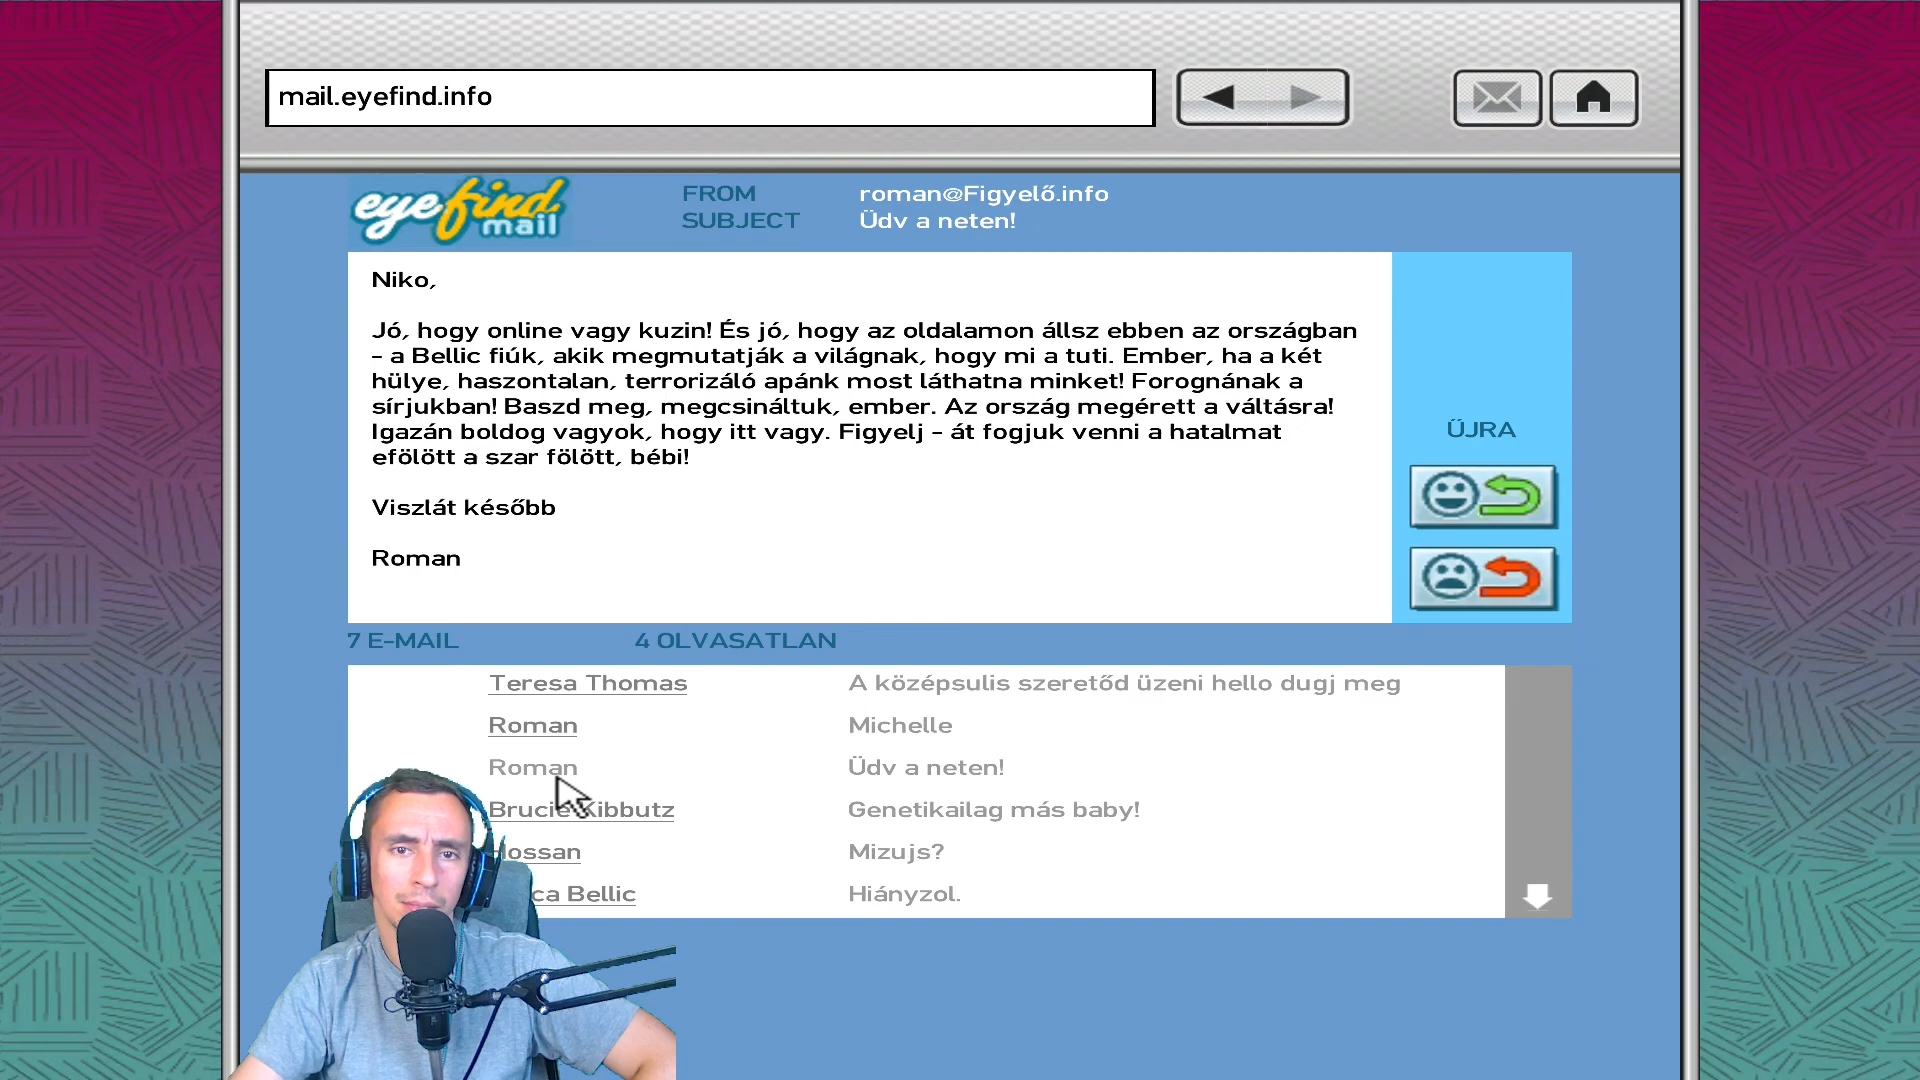 mail.eyefind.info
eyefind
mail
FROM roman@Figyelő.info
SUBJECT Üdv a neten!
Niko,
Jó, hogy online vagy kuzin! És jó, hogy az oldalamon állsz ebben az országban
– a Bellic fiúk, akik megmutatják a világnak, hogy mi a tuti. Ember, ha a két
hülye, haszontalan, terrorizáló apánk most láthatna minket! Forognának a
sírjukban! Baszd meg, megcsináltuk, ember. Az ország megérett a váltásra!
Igazán boldog vagyok, hogy itt vagy. Figyelj – át fogjuk venni a hatalmat
efölött a szar fölött, bébi!
Viszlát később
Roman
ŰJRA
7 E-MAIL 4 OLVASATLAN
Teresa Thomas A középsulis szeretőd üzeni hello dugj meg
Roman Michelle
Roman Üdv a neten!
Brucie Kibbutz Genetikailag más baby!
Hossan Mizujs?
ca Bellic Hiányzol.